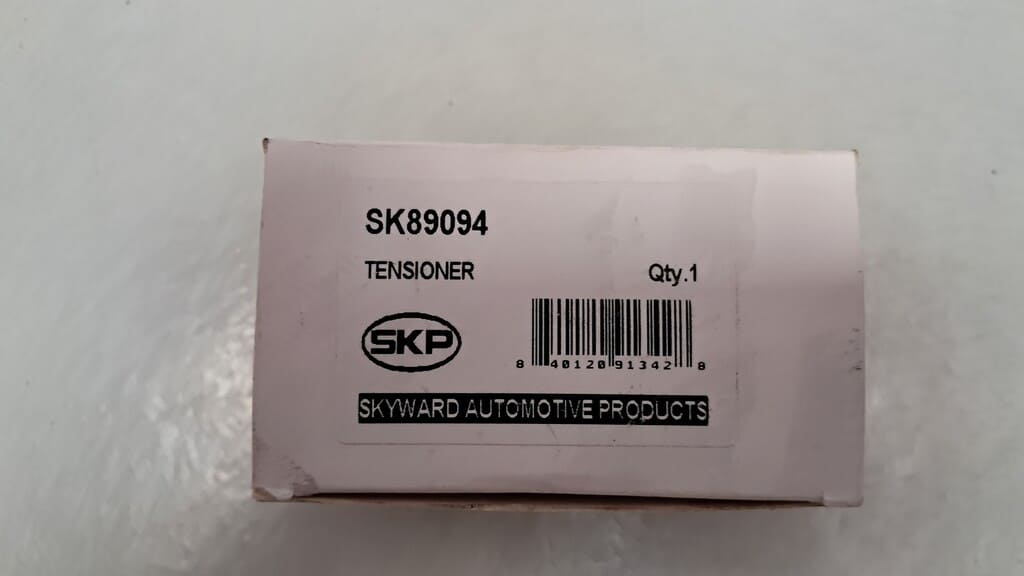 SK89094
TENSIONER Qty.1
SKP
8 40120 91342 8
SKYWARD AUTOMOTIVE PRODUCTS